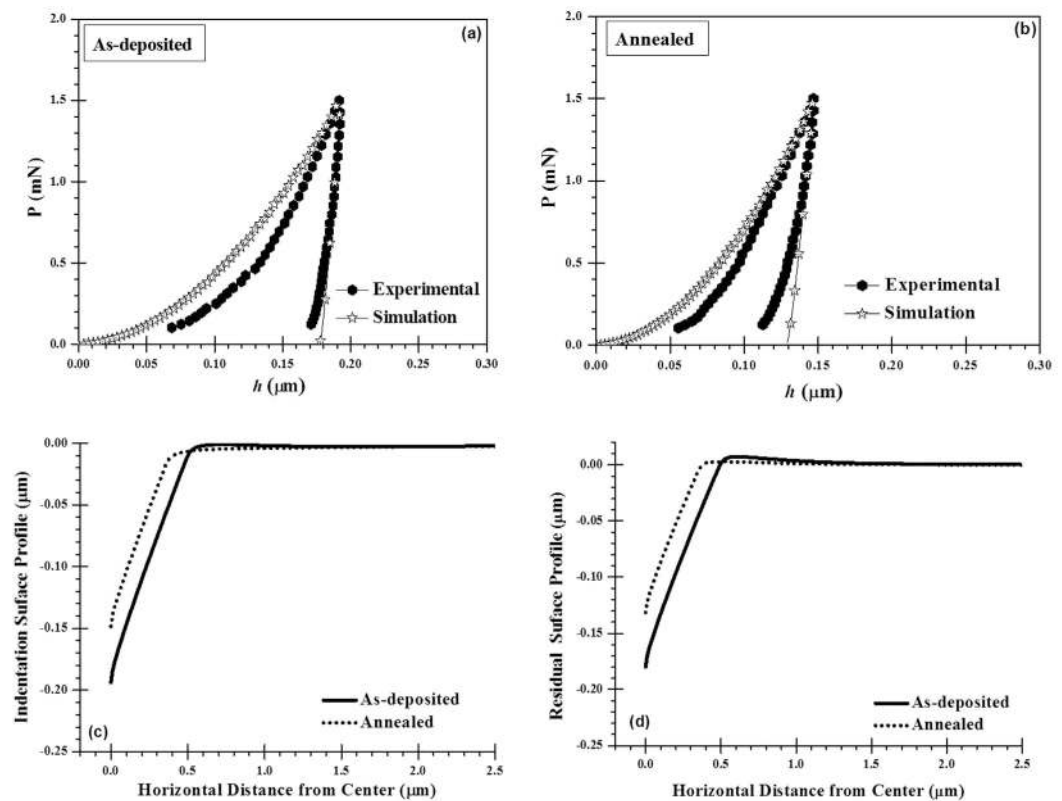 (a)
As-deposited
2.0
1.5
1.0
0.5
0.0
P (mN)
Experimental
Simulation
0.00 0.05 0.10 0.15 0.20 0.25 0.30
h (μm)
(b)
Annealed
2.0
1.5
1.0
0.5
0.0
P (mN)
Experimental
Simulation
0.00 0.05 0.10 0.15 0.20 0.25 0.30
h (μm)
0.00
-0.05
-0.10
-0.15
-0.20
-0.25
Indentation Suface Profile (μm)
As-deposited
Annealed
(c)
0.0 0.5 1.0 1.5 2.0 2.5
Horizontal Distance from Center (μm)
0.00
-0.05
-0.10
-0.15
-0.20
-0.25
Residual Suface Profile (μm)
As-deposited
Annealed
(d)
0.0 0.5 1.0 1.5 2.0 2.5
Horizontal Distance from Center (μm)